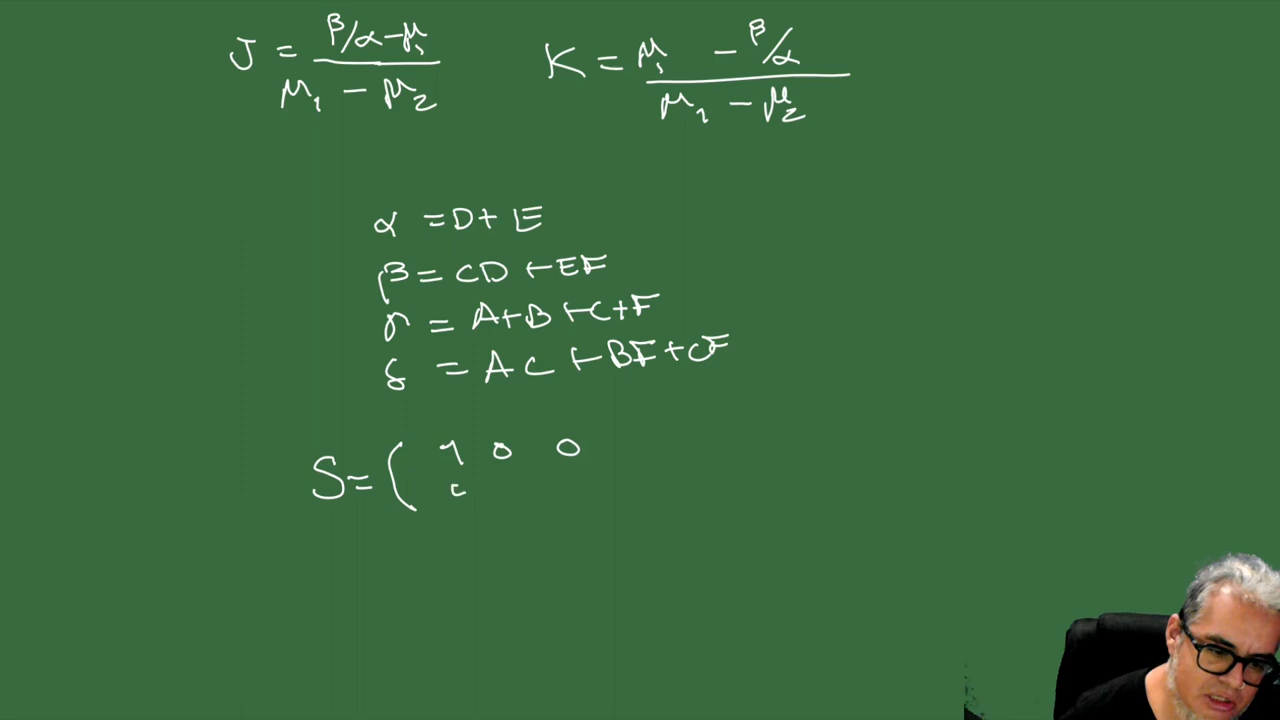 J = (β/α - μ₁)/(μ₁ - μ₂)    K = (μ₁ - β/α)/(μ₁ - μ₂)
α = D + E
β = CD + EF
γ = A + B + C + F
δ = AC + BF + CF
S = ( 1 0 0
c